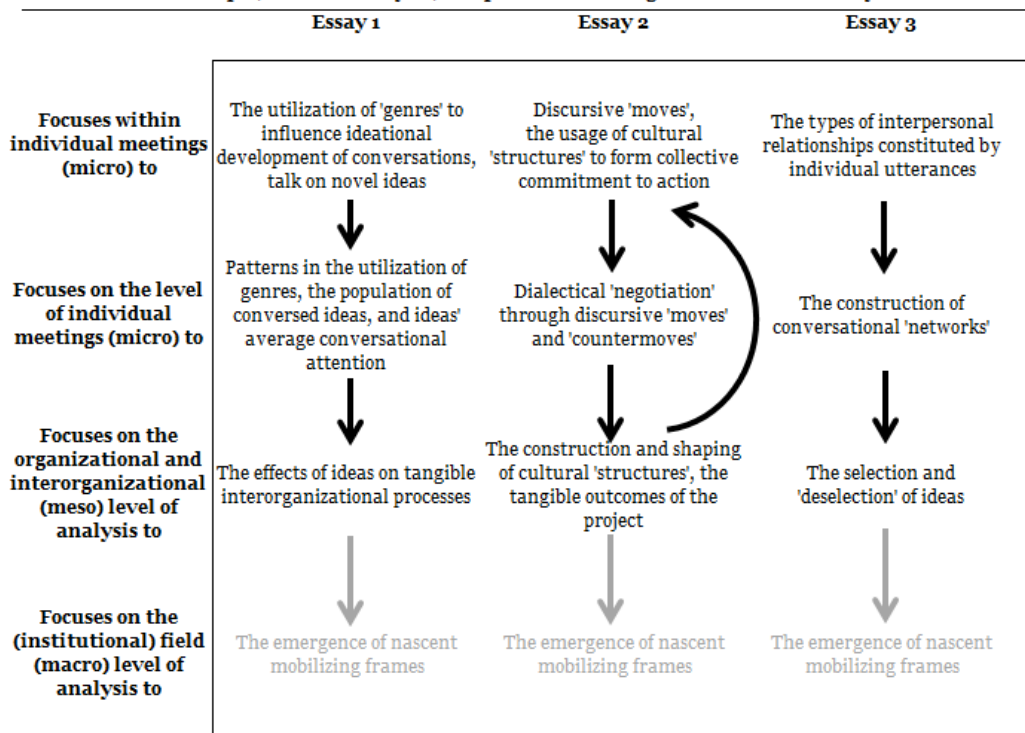 Essay 1
Essay 2
Essay 3
Focuses within
individual meetings
(micro) to
The utilization of 'genres' to
influence ideational
development of conversations,
talk on novel ideas
Discursive 'moves',
the usage of cultural
'structures' to form collective
commitment to action
The types of interpersonal
relationships constituted by
individual utterances
Focuses on the level
of individual
meetings (micro) to
Patterns in the utilization of
genres, the population of
conversed ideas, and ideas'
average conversational
attention
Dialectical 'negotiation'
through discursive 'moves'
and 'countermoves'
The construction of
conversational 'networks'
Focuses on the
organizational and
interorganizational
(meso) level of
analysis to
The effects of ideas on tangible
interorganizational processes
The construction and shaping
of cultural 'structures', the
tangible outcomes of the
project
The selection and
'deselection' of ideas
Focuses on the
(institutional) field
(macro) level of
analysis to
The emergence of nascent
mobilizing frames
The emergence of nascent
mobilizing frames
The emergence of nascent
mobilizing frames